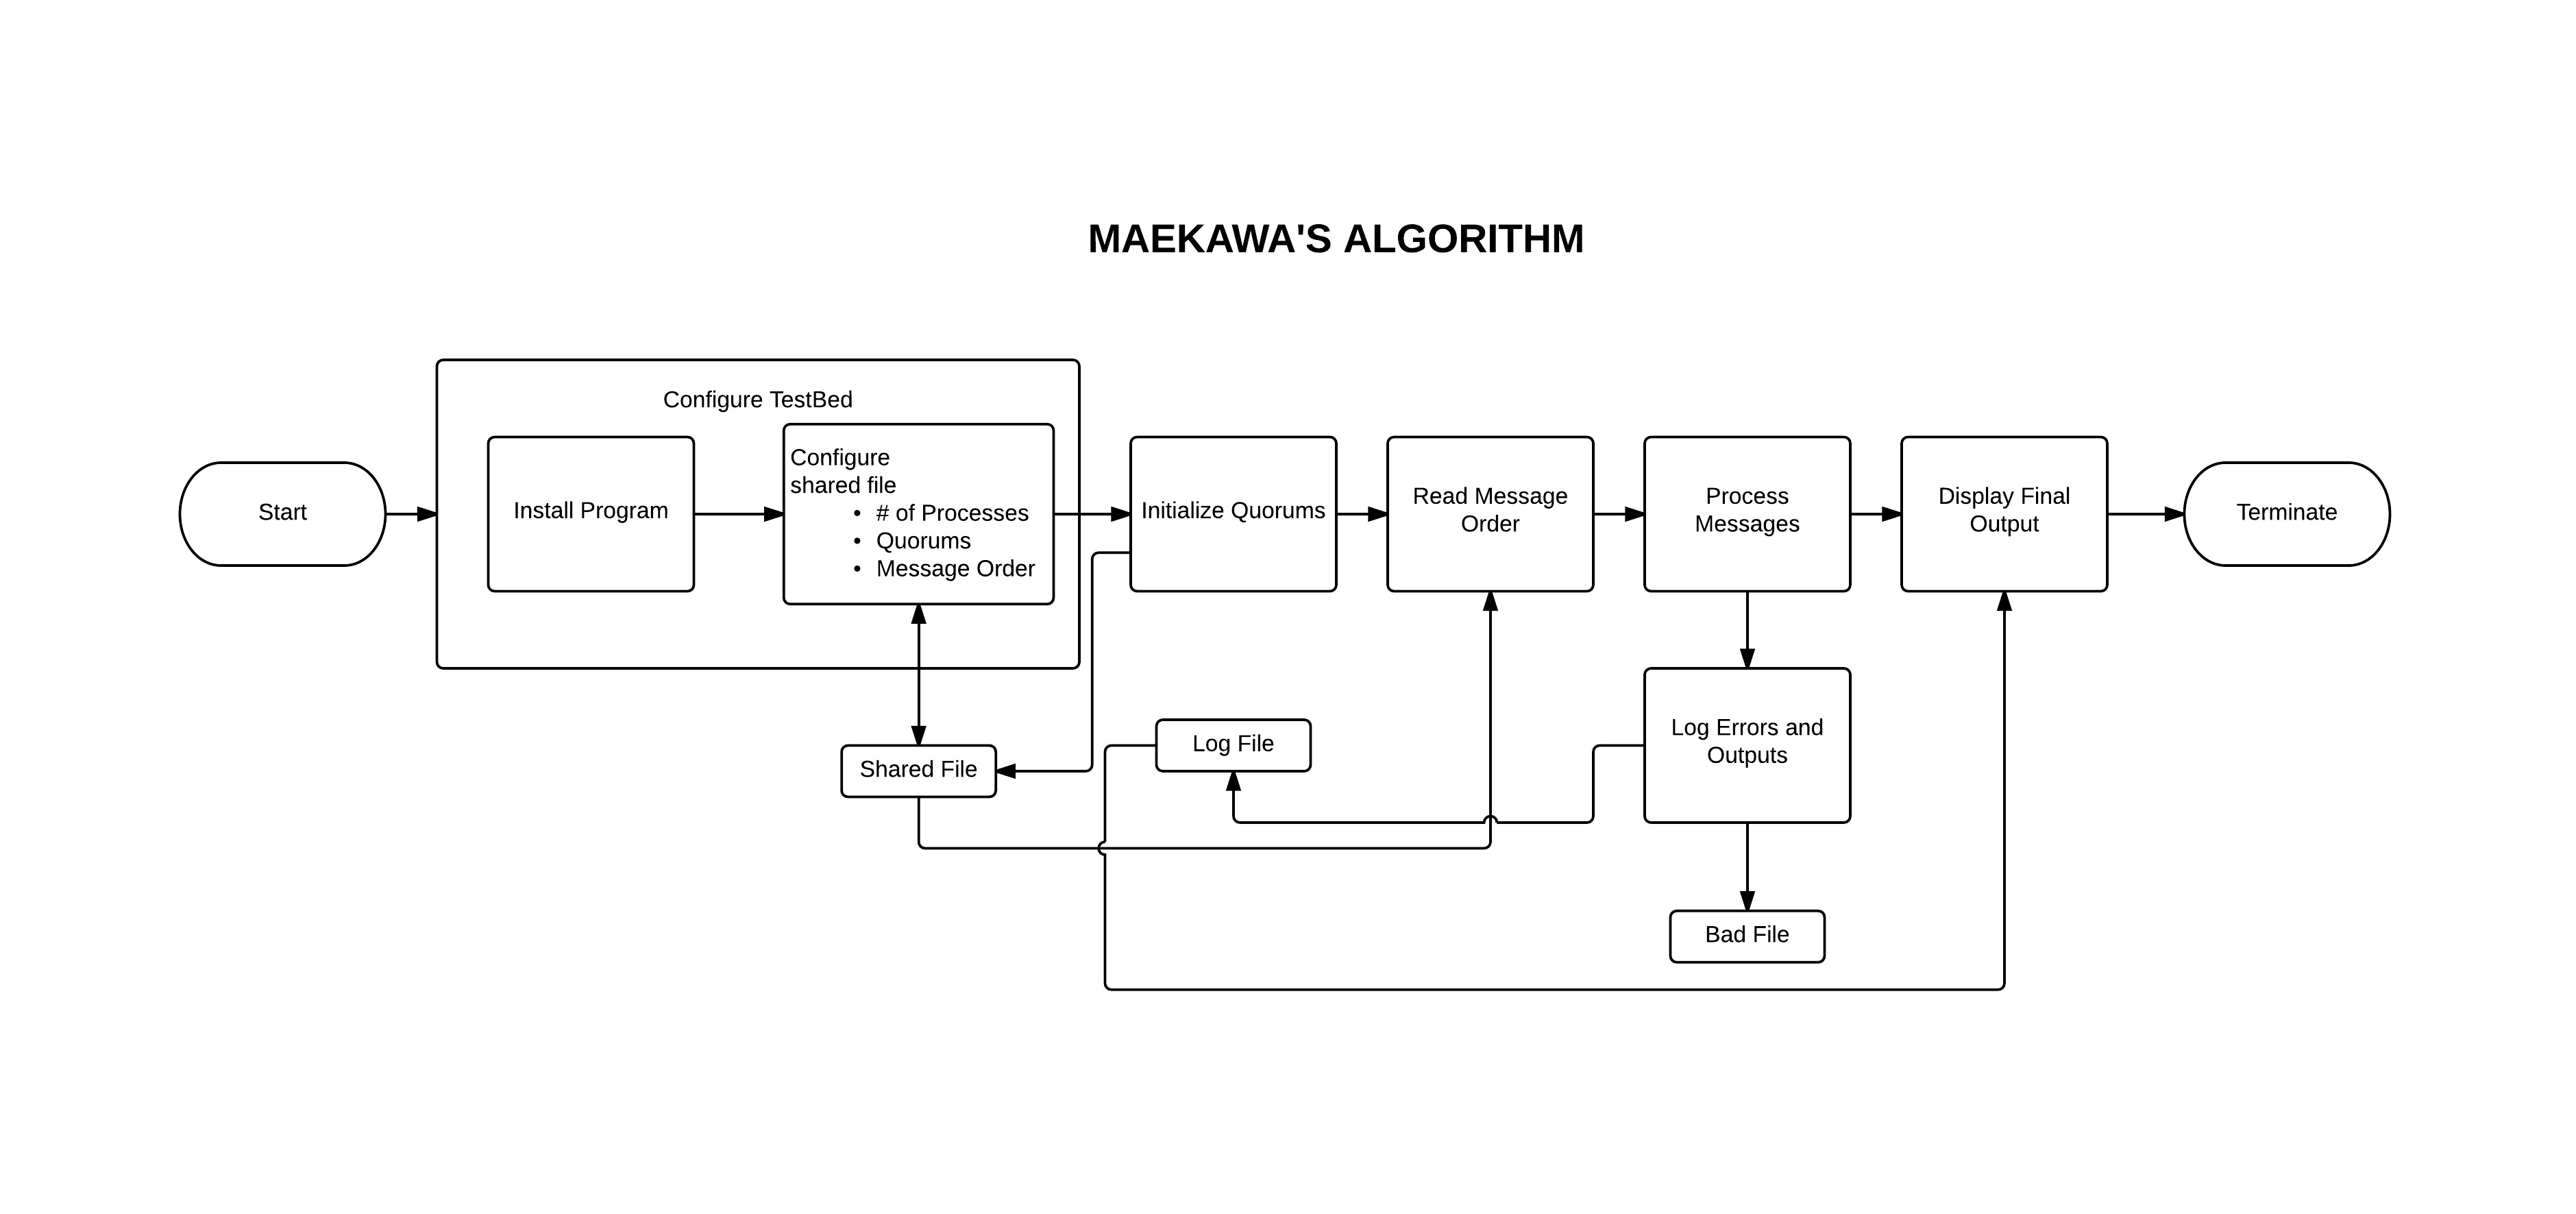 MAEKAWA'S ALGORITHM
Configure TestBed
Start
Install Program
Configure
shared file
• # of Processes
• Quorums
• Message Order
Initialize Quorums
Read Message
Order
Process
Messages
Display Final
Output
Terminate
Shared File
Log File
Log Errors and
Outputs
Bad File